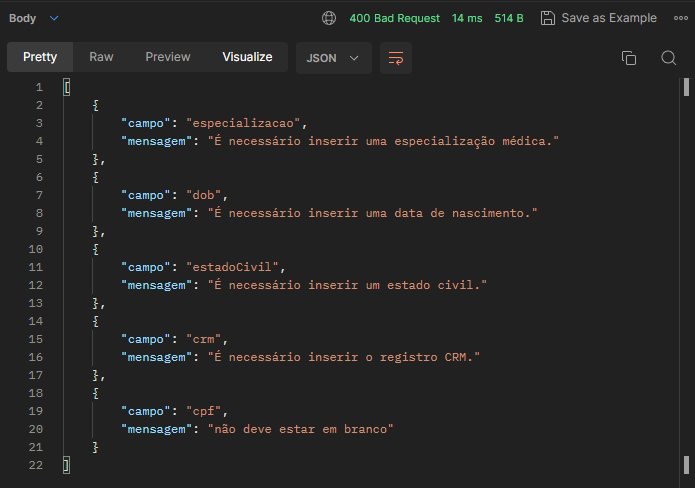 Body 400 Bad Request 14 ms 514 B Save as Example
Pretty Raw Preview Visualize JSON
1 [
2 {
3 "campo": "especializacao",
4 "mensagem": "É necessário inserir uma especialização médica."
5 },
6 {
7 "campo": "dob",
8 "mensagem": "É necessário inserir uma data de nascimento."
9 },
10 {
11 "campo": "estadoCivil",
12 "mensagem": "É necessário inserir um estado civil."
13 },
14 {
15 "campo": "crm",
16 "mensagem": "É necessário inserir o registro CRM."
17 },
18 {
19 "campo": "cpf",
20 "mensagem": "não deve estar em branco"
21 }
22 ]